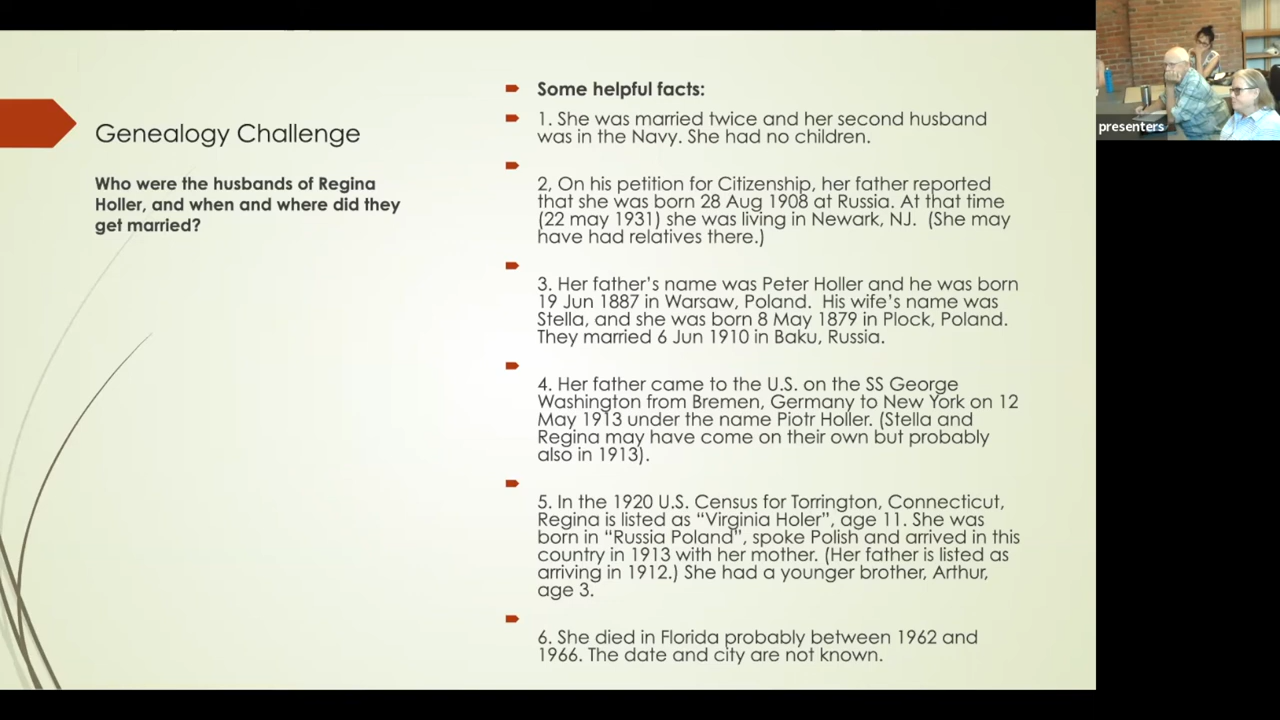 Genealogy Challenge
Who were the husbands of Regina
Holler, and when and where did they
get married?
Some helpful facts:
1. She was married twice and her second husband
was in the Navy. She had no children.
2, On his petition for Citizenship, her father reported
that she was born 28 Aug 1908 at Russia. At that time
(22 may 1931) she was living in Newark, NJ. (She may
have had relatives there.)
3. Her father’s name was Peter Holler and he was born
19 Jun 1887 in Warsaw, Poland. His wife’s name was
Stella, and she was born 8 May 1879 in Plock, Poland.
They married 6 Jun 1910 in Baku, Russia.
4. Her father came to the U.S. on the SS George
Washington from Bremen, Germany to New York on 12
May 1913 under the name Piotr Holler. (Stella and
Regina may have come on their own but probably
also in 1913).
5. In the 1920 U.S. Census for Torrington, Connecticut,
Regina is listed as “Virginia Holer”, age 11. She was
born in “Russia Poland”, spoke Polish and arrived in this
country in 1913 with her mother. (Her father is listed as
arriving in 1912.) She had a younger brother, Arthur,
age 3.
6. She died in Florida probably between 1962 and
1966. The date and city are not known.
presenters